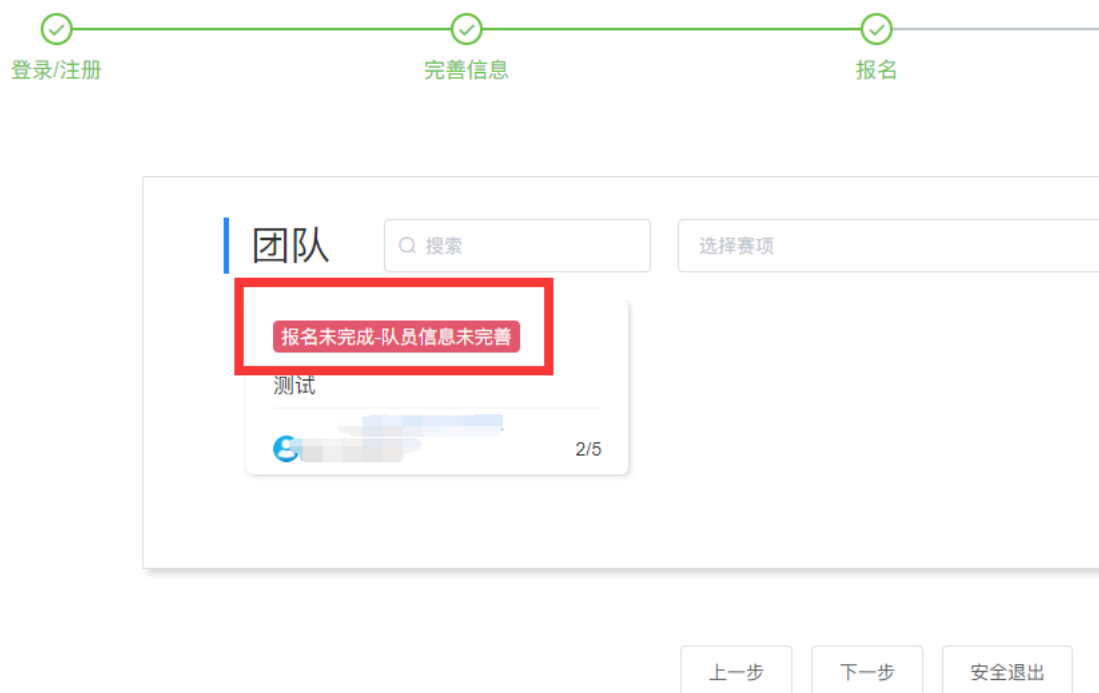 登录/注册
完善信息
报名
团队
搜索
选择赛项
报名未完成-队员信息未完善
测试
2/5
上一步
下一步
安全退出